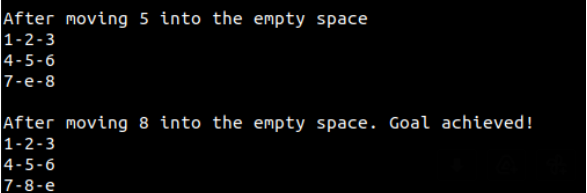 After moving 5 into the empty space
1-2-3
4-5-6
7-e-8
After moving 8 into the empty space. Goal achieved!
1-2-3
4-5-6
7-8-e